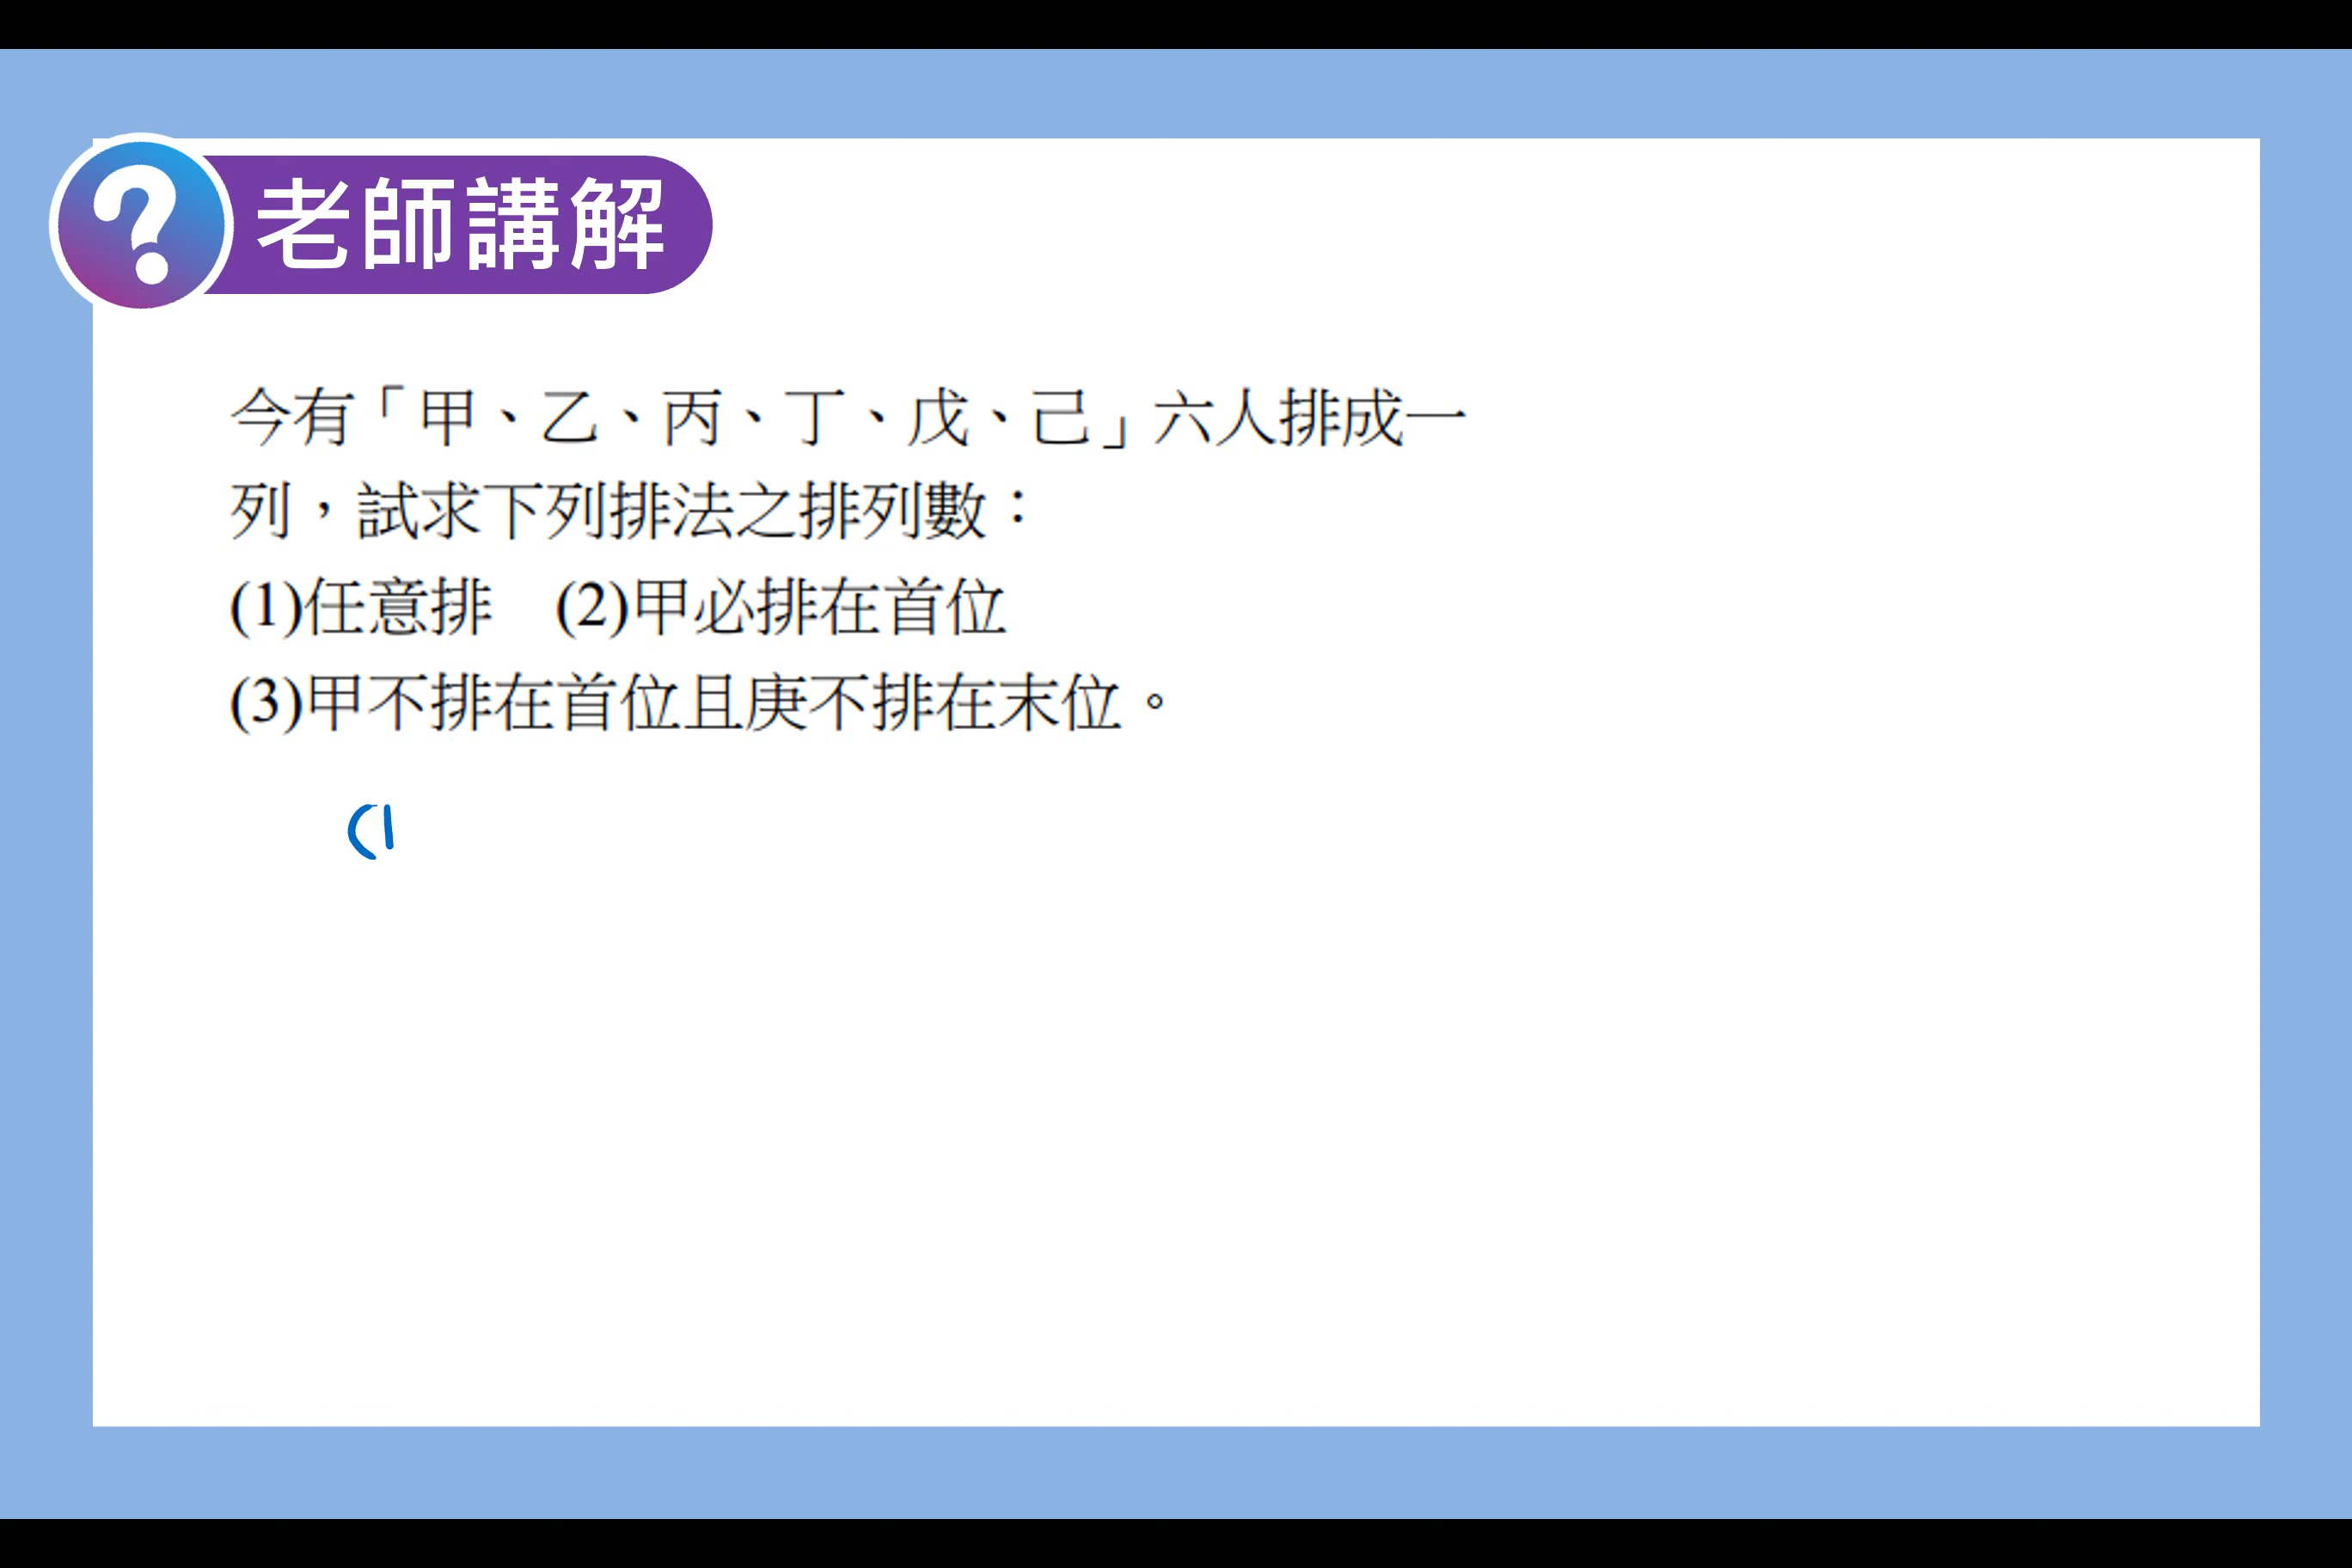 老師講解
今有「甲、乙、丙、丁、戊、己」六人排成一
列，試求下列排法之排列數：
(1)任意排　(2)甲必排在首位
(3)甲不排在首位且庚不排在末位。
(1